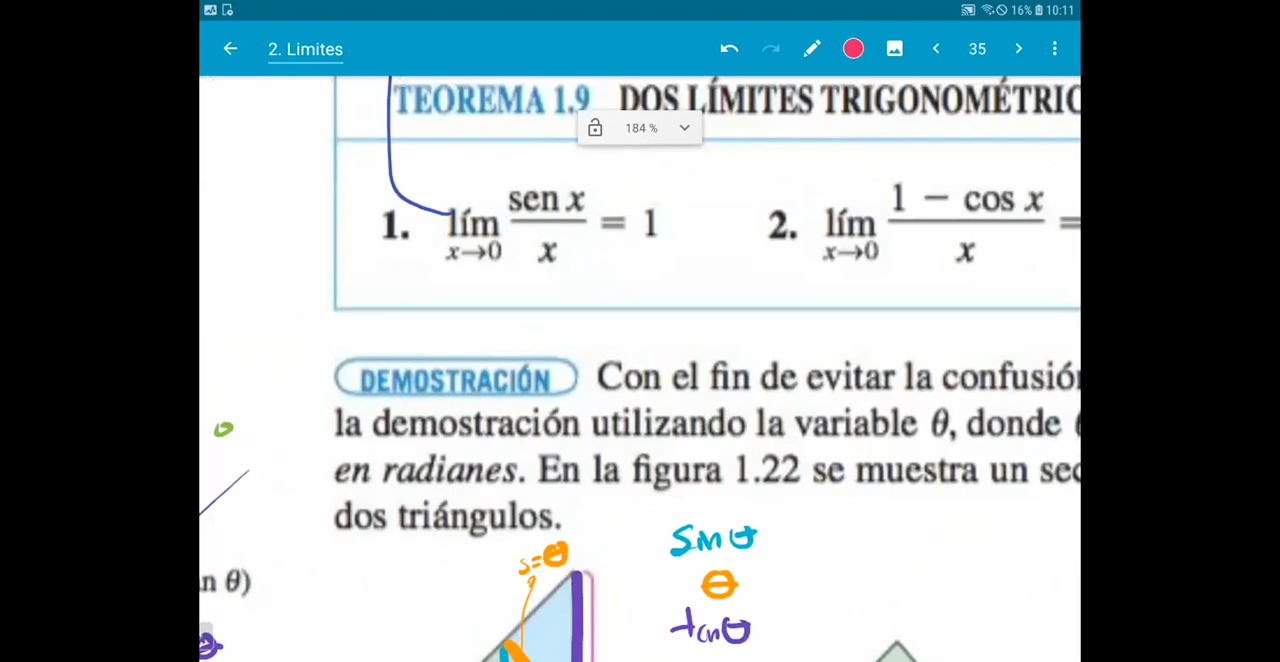 16% 10:11
2. Limites
35
TEOREMA 1.9 DOS LÍMITES TRIGONOMÉTRIC
184 %
1. lím x→0 sen x / x = 1
2. lím x→0 1 − cos x / x =
DEMOSTRACIÓN Con el fin de evitar la confusión
la demostración utilizando la variable θ, donde
en radianes. En la figura 1.22 se muestra un sec
dos triángulos.
sin θ
s=θ
θ
n θ)
tan θ